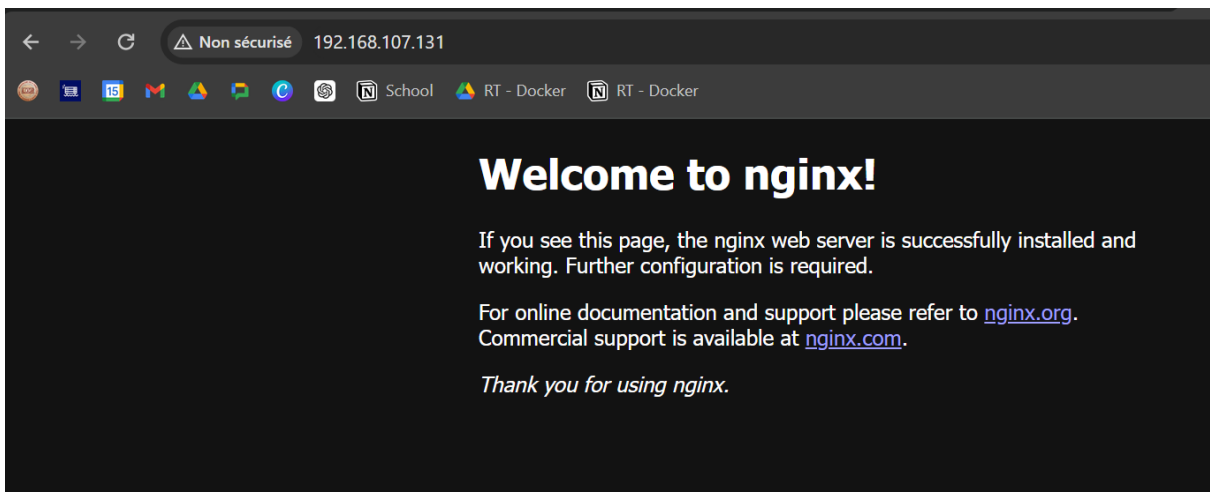 Non sécurisé 192.168.107.131
15 School RT - Docker RT - Docker
Welcome to nginx!
If you see this page, the nginx web server is successfully installed and
working. Further configuration is required.
For online documentation and support please refer to nginx.org.
Commercial support is available at nginx.com.
Thank you for using nginx.